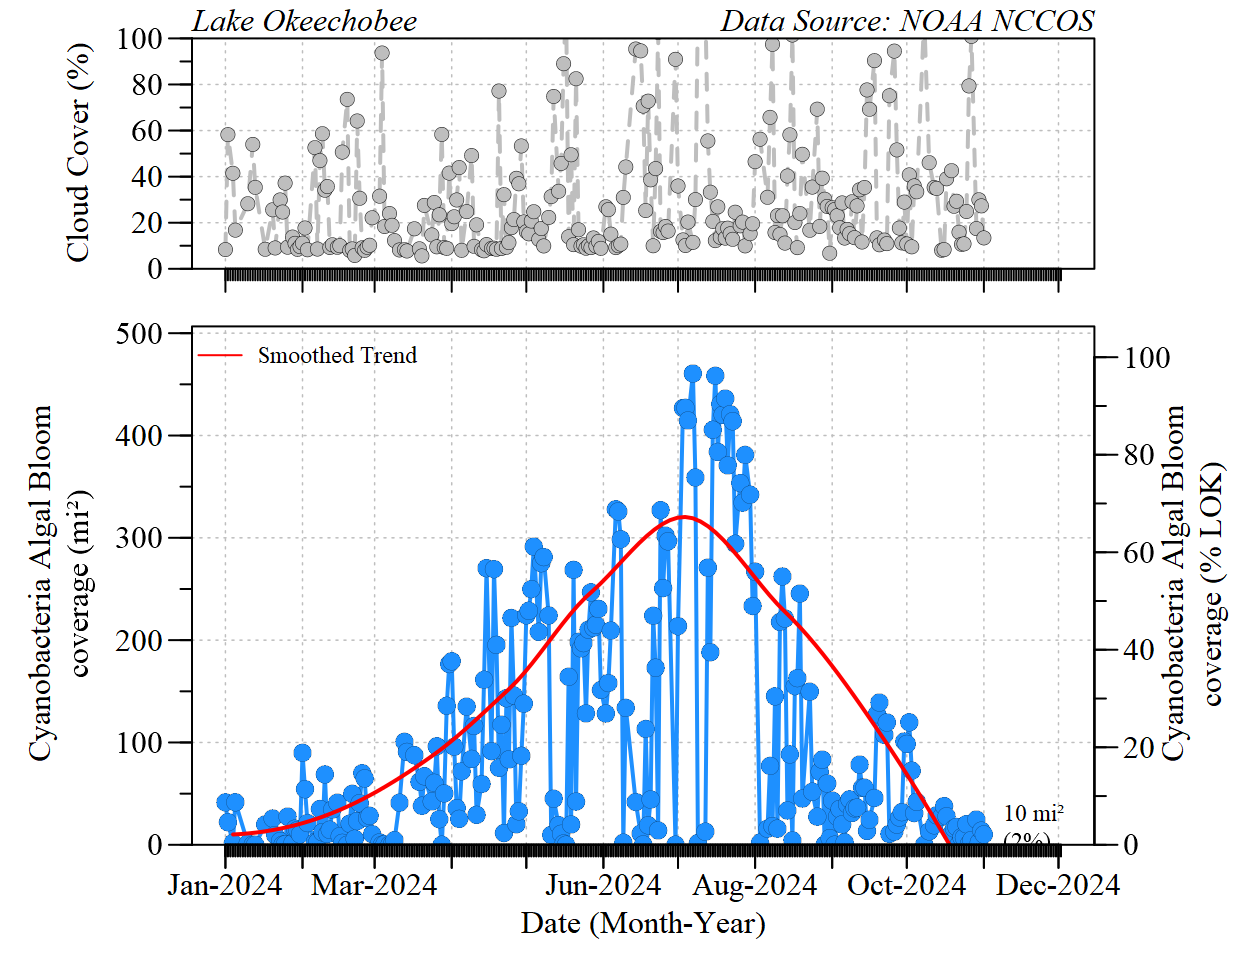 Lake Okeechobee Data Source: NOAA NCCOS
Cloud Cover (%)
100
80
60
40
20
0
Cyanobacteria Algal Bloom
coverage (mi²)
500
400
300
200
100
0
Smoothed Trend
10 mi²
(2%)
100
80
60
40
20
0
Cyanobacteria Algal Bloom
coverage (% LOK)
Jan-2024 Mar-2024 Jun-2024 Aug-2024 Oct-2024 Dec-2024
Date (Month-Year)